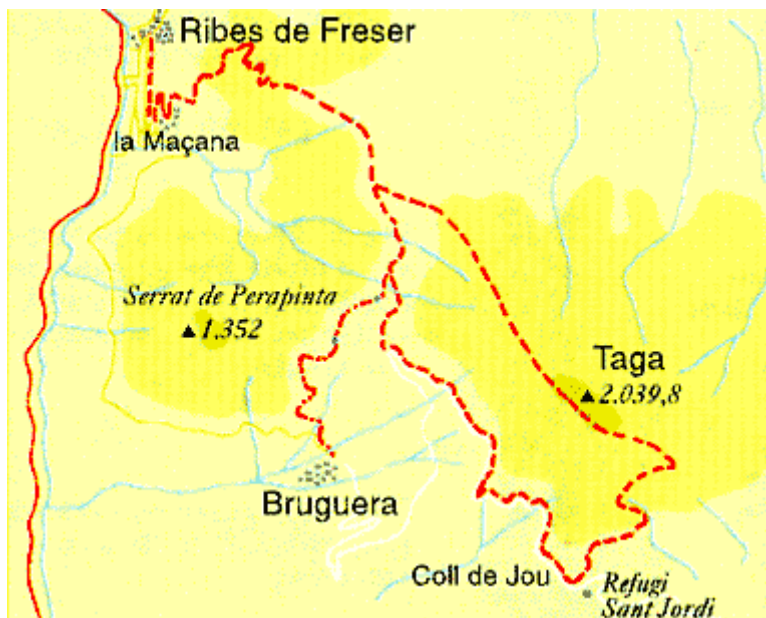 Ribes de Freser
la Maçana
Serrat de Perapinta
▲ 1.352
Taga
▲ 2.039,8
Bruguera
Coll de Jou
Refugi
Sant Jordi